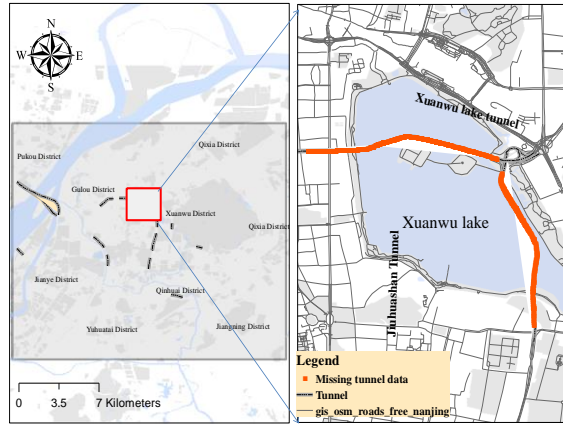 N
W
E
S
Qixia District
Pukou District
Gulou District
Xuanwu District
Qixia District
Jianye District
Qinhuai District
Yuhuatai District
Jiangning District
0 3.5 7 Kilometers
Xuanwu lake tunnel
Xuanwu lake
Jiuhuashan Tunnel
Legend
Missing tunnel data
Tunnel
gis_osm_roads_free_nanjing